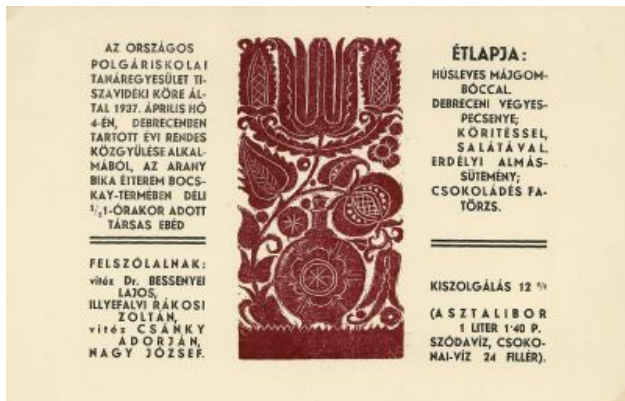 AZ ORSZÁGOS
POLGÁRISKOLAI
TANÁREGYESÜLET TI-
SZAVIDÉKI KÖRE ÁL-
TAL 1937. ÁPRILIS HÓ
4-ÉN, DEBRECENBEN
TARTOTT ÉVI RENDES
KÖZGYŰLÉSE ALKAL-
MÁBÓL, AZ ARANY
BIKA ÉTTEREM BOCS-
KAY-TERMÉBEN DÉLI
½1-ÓRAKOR ADOTT
TÁRSAS EBÉD
FELSZÓLALNAK:
vitéz Dr. BESSENYEI
LAJOS,
ILLYEFALVI RÁKOSI
ZOLTÁN,
vitéz CSÁNKY
ADORJÁN,
NAGY JÓZSEF.
ÉTLAPJA:
HÚSLEVES MÁJGOM-
BÓCCAL.
DEBRECENI VEGYES-
PECSENYE;
KÖRITÉSSEL,
SALÁTÁVAL.
ERDÉLYI ALMÁS-
SÜTEMÉNY;
CSOKOLÁDÉS FA-
TÖRZS.
KISZOLGÁLÁS 12 %
(ASZTALIBOR
1 LITER 1·40 P.
SZÓDAVÍZ, CSOKO-
NAI-VÍZ 24 FILLÉR).